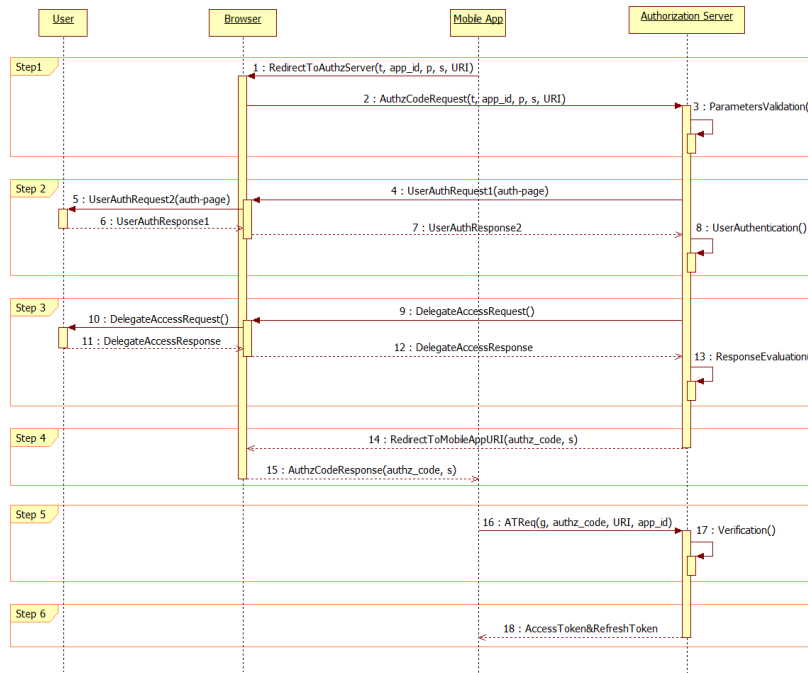 User
Browser
Mobile App
Authorization Server
Step1
1 : RedirectToAuthzServer(t, app_id, p, s, URI)
2 : AuthzCodeRequest(t, app_id, p, s, URI)
3 : ParametersValidation(
Step 2
4 : UserAuthRequest1(auth-page)
5 : UserAuthRequest2(auth-page)
6 : UserAuthResponse1
7 : UserAuthResponse2
8 : UserAuthentication()
Step 3
9 : DelegateAccessRequest()
10 : DelegateAccessRequest()
11 : DelegateAccessResponse
12 : DelegateAccessResponse
13 : ResponseEvaluation(
Step 4
14 : RedirectToMobileAppURI(authz_code, s)
15 : AuthzCodeResponse(authz_code, s)
Step 5
16 : ATReq(g, authz_code, URI, app_id)
17 : Verification()
Step 6
18 : AccessToken&RefreshToken